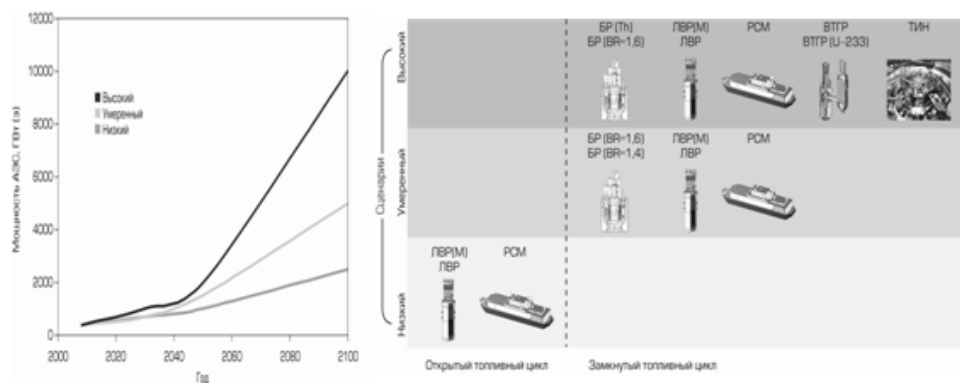 12000
10000
8000
6000
4000
2000
0
Мощность АЭС, ГВт (э)
Высокий
Умеренный
Низкий
2000
2020
2040
2060
2080
2100
Год
Сценарии
Высокий
БР (Th)
БР (BR=1,6)
ЛВР(М)
ЛВР
РСМ
ВТГР
ВТГР (U-233)
ТИН
Умеренный
БР (BR=1,6)
БР (BR=1,4)
ЛВР(М)
ЛВР
РСМ
Низкий
ЛВР(М)
ЛВР
РСМ
Открытый топливный цикл
Замкнутый топливный цикл